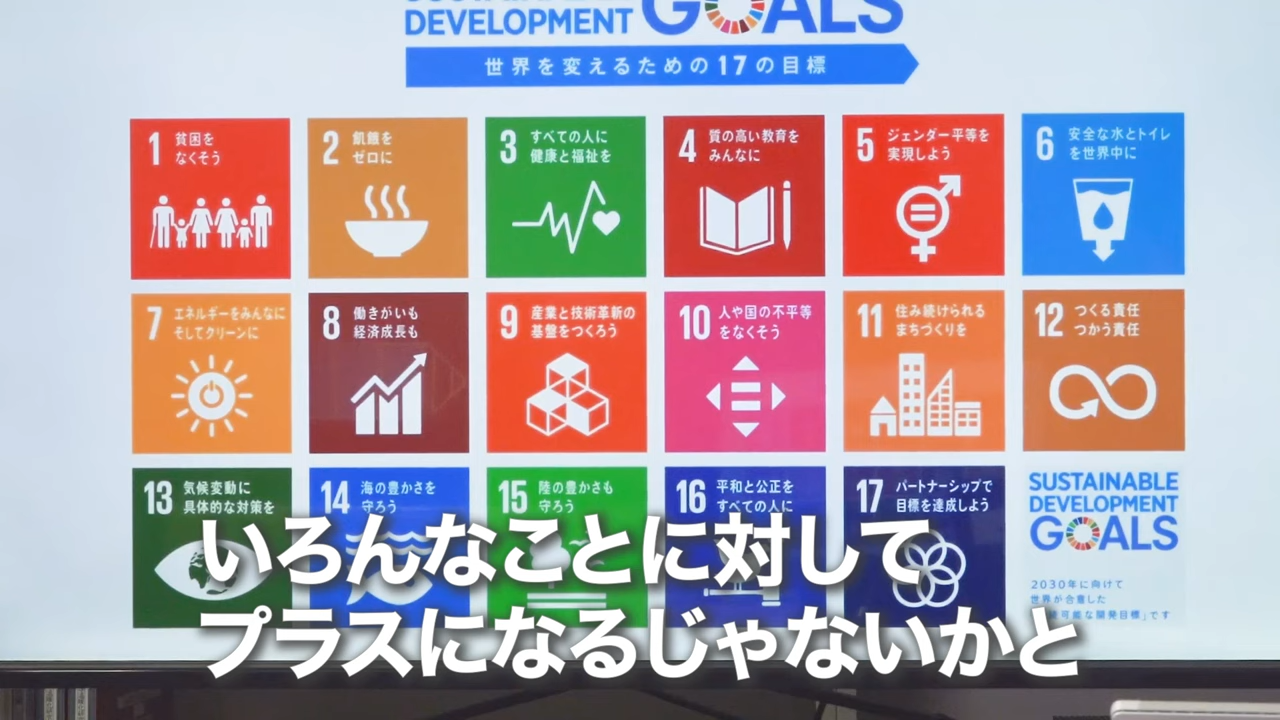 DEVELOPMENT GOALS
世界を変えるための17の目標
1 貧困を
なくそう
2 飢餓を
ゼロに
3 すべての人に
健康と福祉を
4 質の高い教育を
みんなに
5 ジェンダー平等を
実現しよう
6 安全な水とトイレ
を世界中に
7 エネルギーをみんなに
そしてクリーンに
8 働きがいも
経済成長も
9 産業と技術革新の
基盤をつくろう
10 人や国の不平等
をなくそう
11 住み続けられる
まちづくりを
12 つくる責任
つかう責任
13 気候変動に
具体的な対策を
14 海の豊かさを
守ろう
15 陸の豊かさも
守ろう
16 平和と公正を
すべての人に
17 パートナーシップで
目標を達成しよう
SUSTAINABLE
DEVELOPMENT
GOALS
2030年に向けて
世界が合意した
可能な開発目標」です
いろんなことに対して
プラスになるじゃないかと